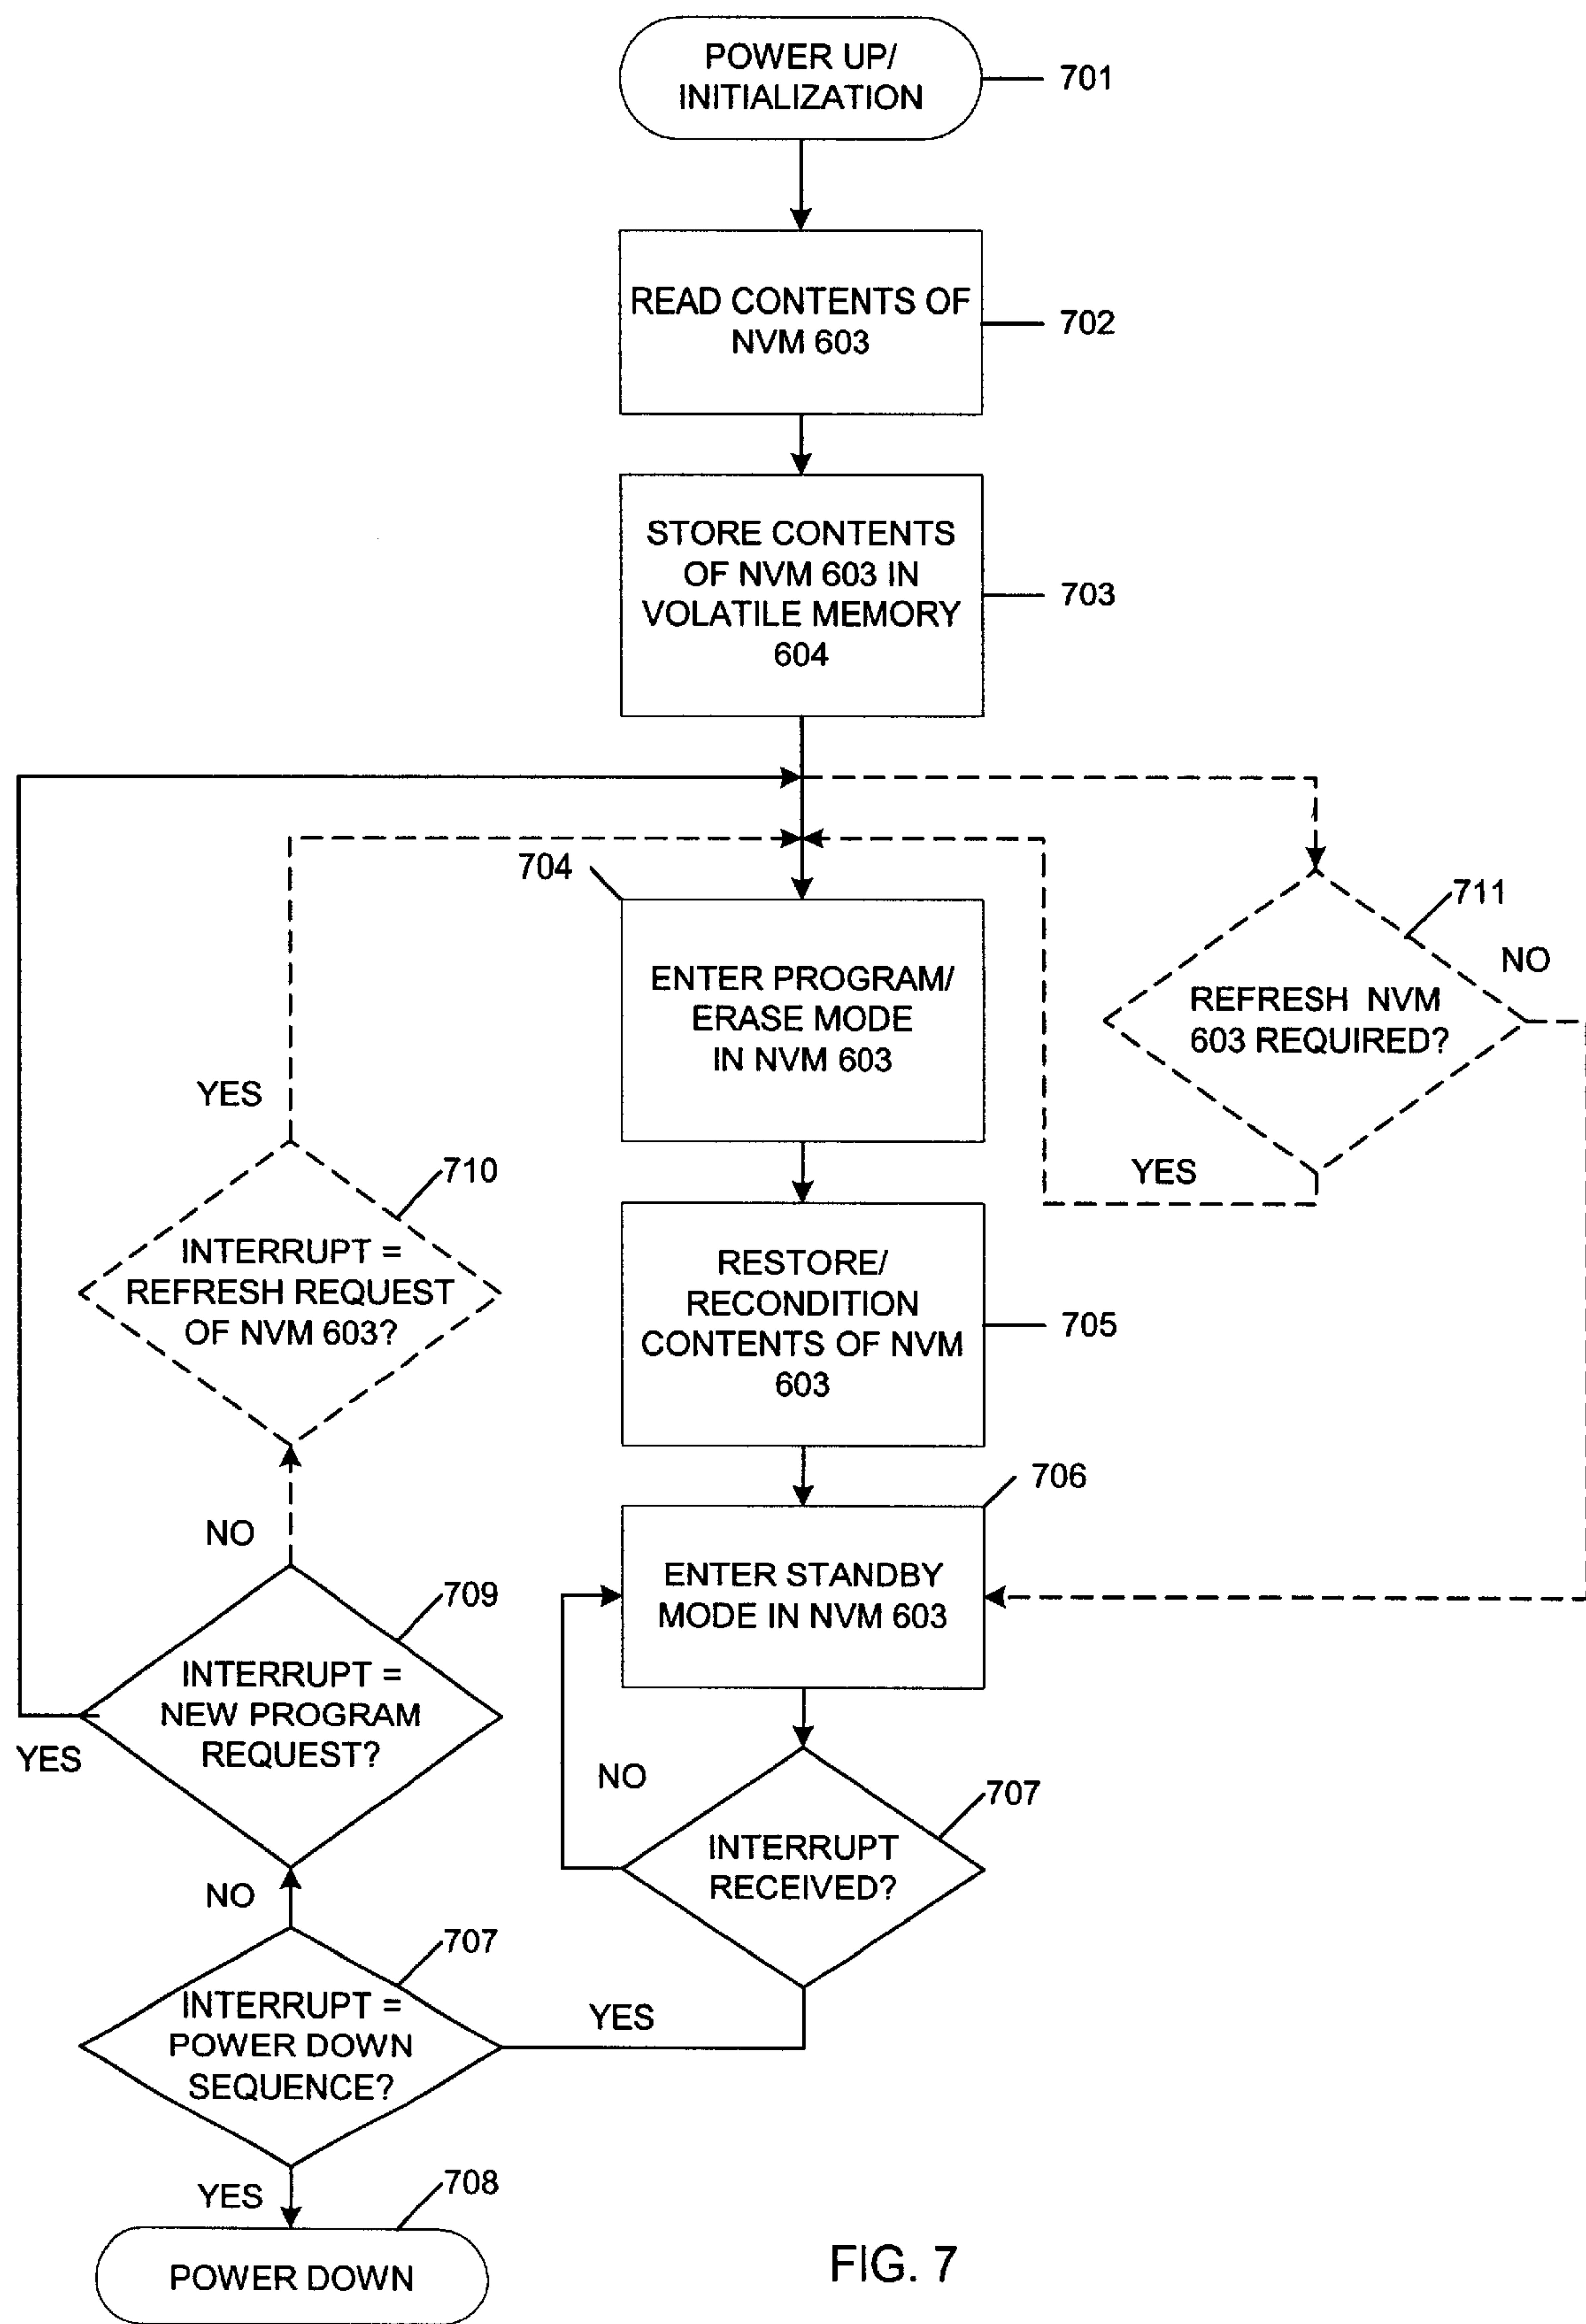 POWER UP/
INITIALIZATION
701
READ CONTENTS OF
NVM 603
702
STORE CONTENTS
OF NVM 603 IN
VOLATILE MEMORY
604
703
704
ENTER PROGRAM/
ERASE MODE
IN NVM 603
711
NO
REFRESH NVM
603 REQUIRED?
YES
YES
710
INTERRUPT =
REFRESH REQUEST
OF NVM 603?
RESTORE/
RECONDITION
CONTENTS OF NVM
603
705
706
NO
ENTER STANDBY
MODE IN NVM 603
709
INTERRUPT =
NEW PROGRAM
REQUEST?
YES
NO
707
INTERRUPT
RECEIVED?
NO
707
INTERRUPT =
POWER DOWN
SEQUENCE?
YES
YES
708
POWER DOWN
FIG. 7